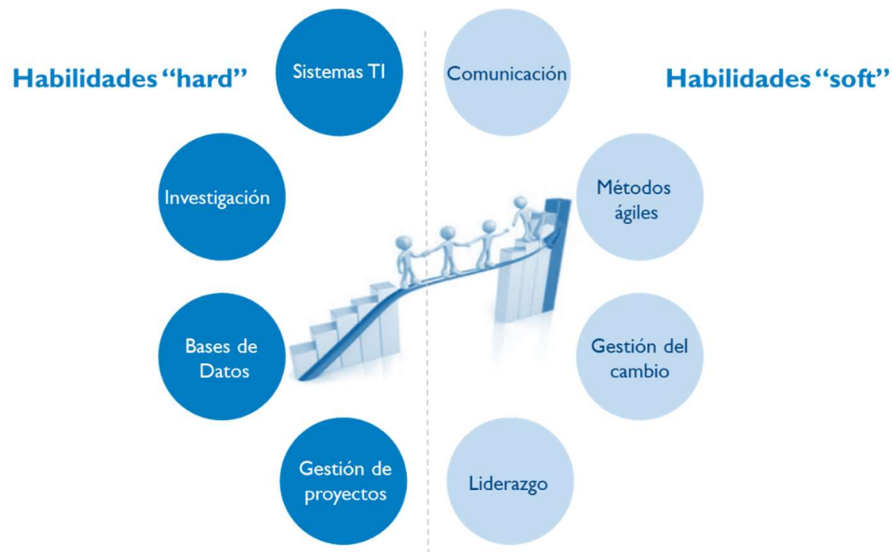 Habilidades “hard”
Sistemas TI
Investigación
Bases de
Datos
Gestión de
proyectos
Habilidades “soft”
Comunicación
Métodos
ágiles
Gestión del
cambio
Liderazgo